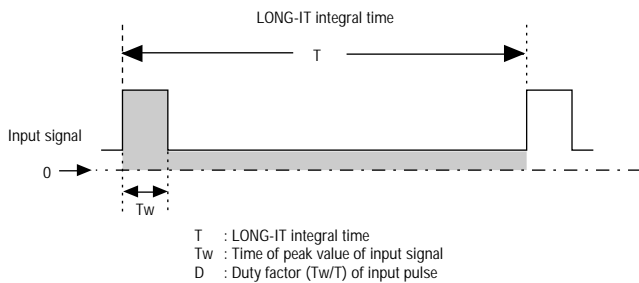 LONG-IT integral time
T
Input signal
0
Tw
T : LONG-IT integral time
Tw : Time of peak value of input signal
D : Duty factor (Tw/T) of input pulse